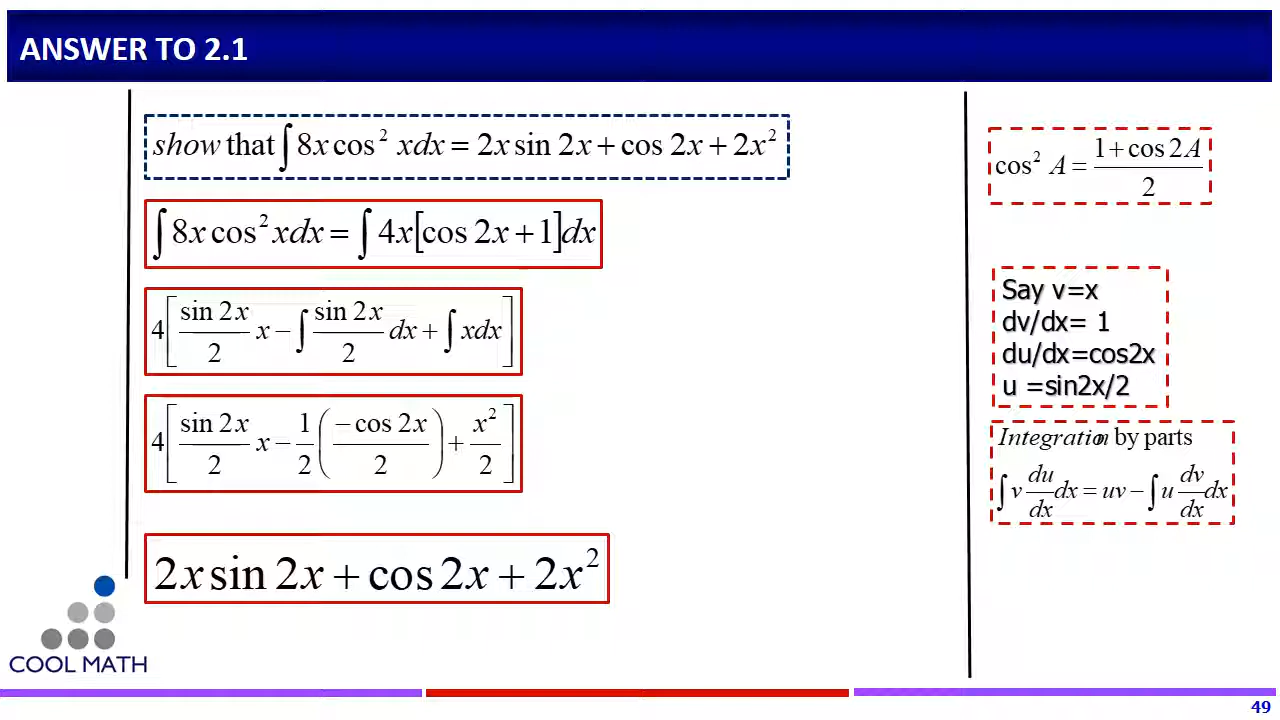 ANSWER TO 2.1
show that ∫ 8x cos² xdx = 2x sin 2x + cos 2x + 2x²
∫ 8x cos² xdx = ∫ 4x[cos 2x + 1]dx
4[ (sin 2x)/2 x − ∫ (sin 2x)/2 dx + ∫ xdx ]
4[ (sin 2x)/2 x − 1/2 ( (− cos 2x)/2 ) + x²/2 ]
2x sin 2x + cos 2x + 2x²
cos² A = (1 + cos 2A)/2
Say v=x
dv/dx= 1
du/dx=cos2x
u =sin2x/2
Integration by parts
∫ v du/dx dx = uv − ∫ u dv/dx dx
COOL MATH
49